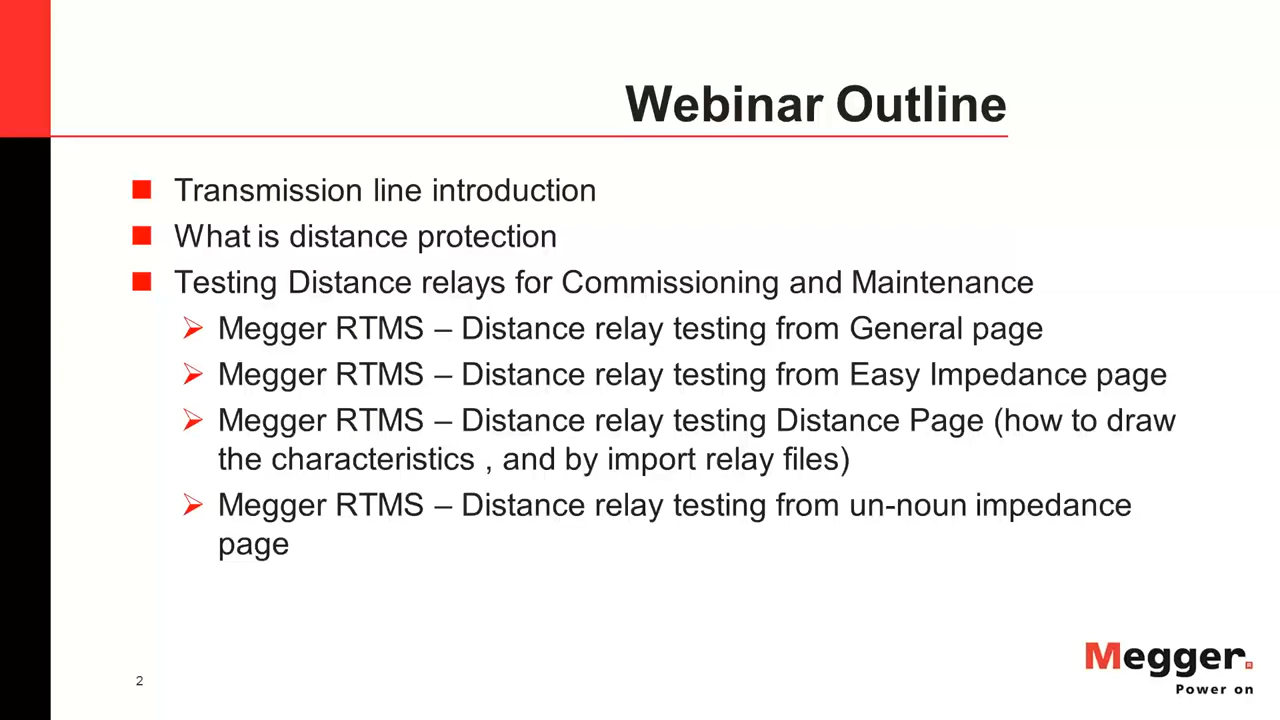 Webinar Outline
Transmission line introduction
What is distance protection
Testing Distance relays for Commissioning and Maintenance
Megger RTMS – Distance relay testing from General page
Megger RTMS – Distance relay testing from Easy Impedance page
Megger RTMS – Distance relay testing Distance Page (how to draw
the characteristics , and by import relay files)
Megger RTMS – Distance relay testing from un-noun impedance
page
2
Megger.
Power on